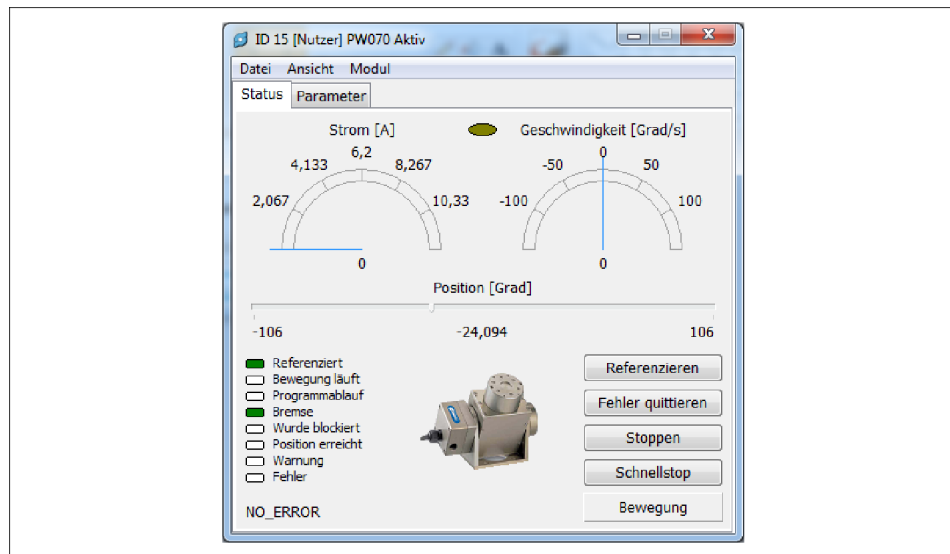 ID 15 [Nutzer] PW070 Aktiv
Datei Ansicht Modul
Status Parameter
Strom [A] Geschwindigkeit [Grad/s]
6,2 0
4,133 8,267 -50 50
2,067 10,33 -100 100
0 0
Position [Grad]
-106 -24,094 106
Referenziert
Bewegung läuft
Programmablauf
Bremse
Wurde blockiert
Position erreicht
Warnung
Fehler
NO_ERROR
Referenzieren
Fehler quittieren
Stoppen
Schnellstop
Bewegung